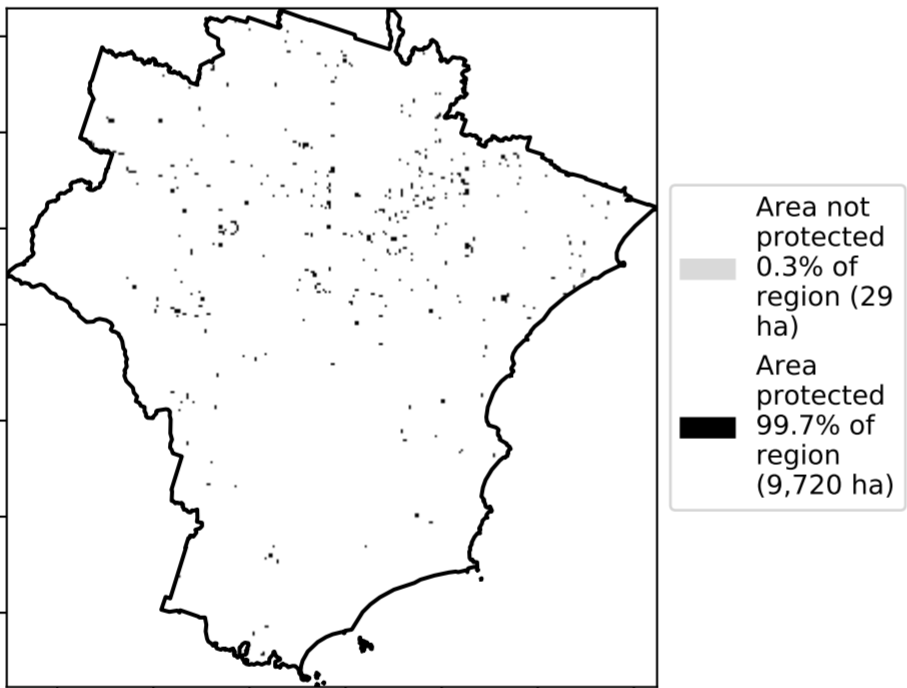 Area not
protected
0.3% of
region (29
ha)
Area
protected
99.7% of
region
(9,720 ha)